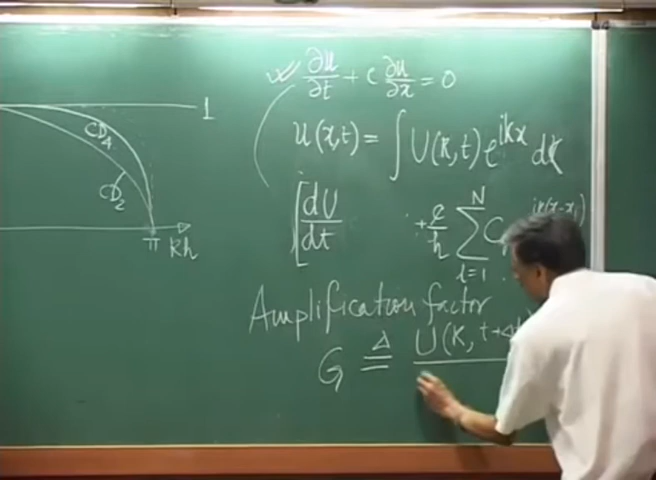 1
CD₄
CD₂
π kh
∂u/∂t + c ∂u/∂x = 0
u(x,t) = ∫ U(k,t) e^{ikx} dk
[dU/dt + c/h Σ_{l=1}^{N} C e^{ik(x-x_l)}
Amplification factor
G ≜ U(k, t+Δt)